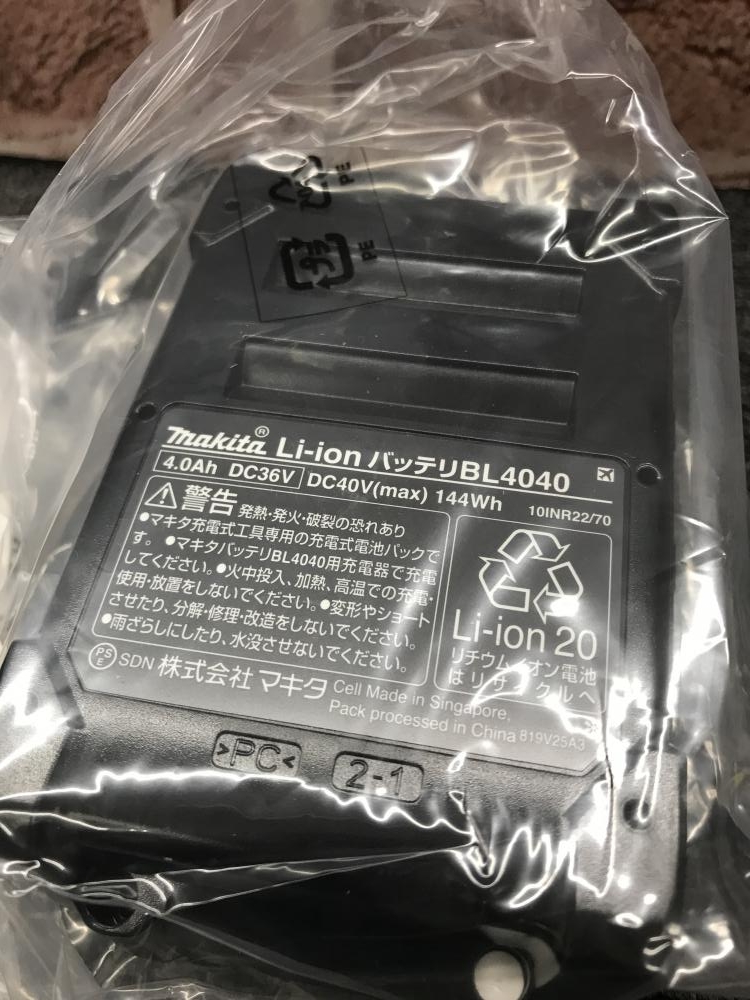 プラ
PE
PE
makita® Li-ion バッテリBL4040
4.0Ah DC36V DC40V(max) 144Wh 10INR22/70
警告 発熱・発火・破裂の恐れあり
●マキタ充電式工具専用の充電式電池パックで
す。●マキタバッテリBL4040用充電器で充電
してください。●火中投入、加熱、高温での充電・
使用・放置をしないでください。●変形やショート
させたり、分解・修理・改造をしないでください。
●雨ざらしにしたり、水没させないでください。
Li-ion 20
リチウムイオン電池
はリサイクルへ
PSE SDN 株式会社 マキタ
Cell Made in Singapore,
Pack processed in China 819V25A3
>PC<
2-1